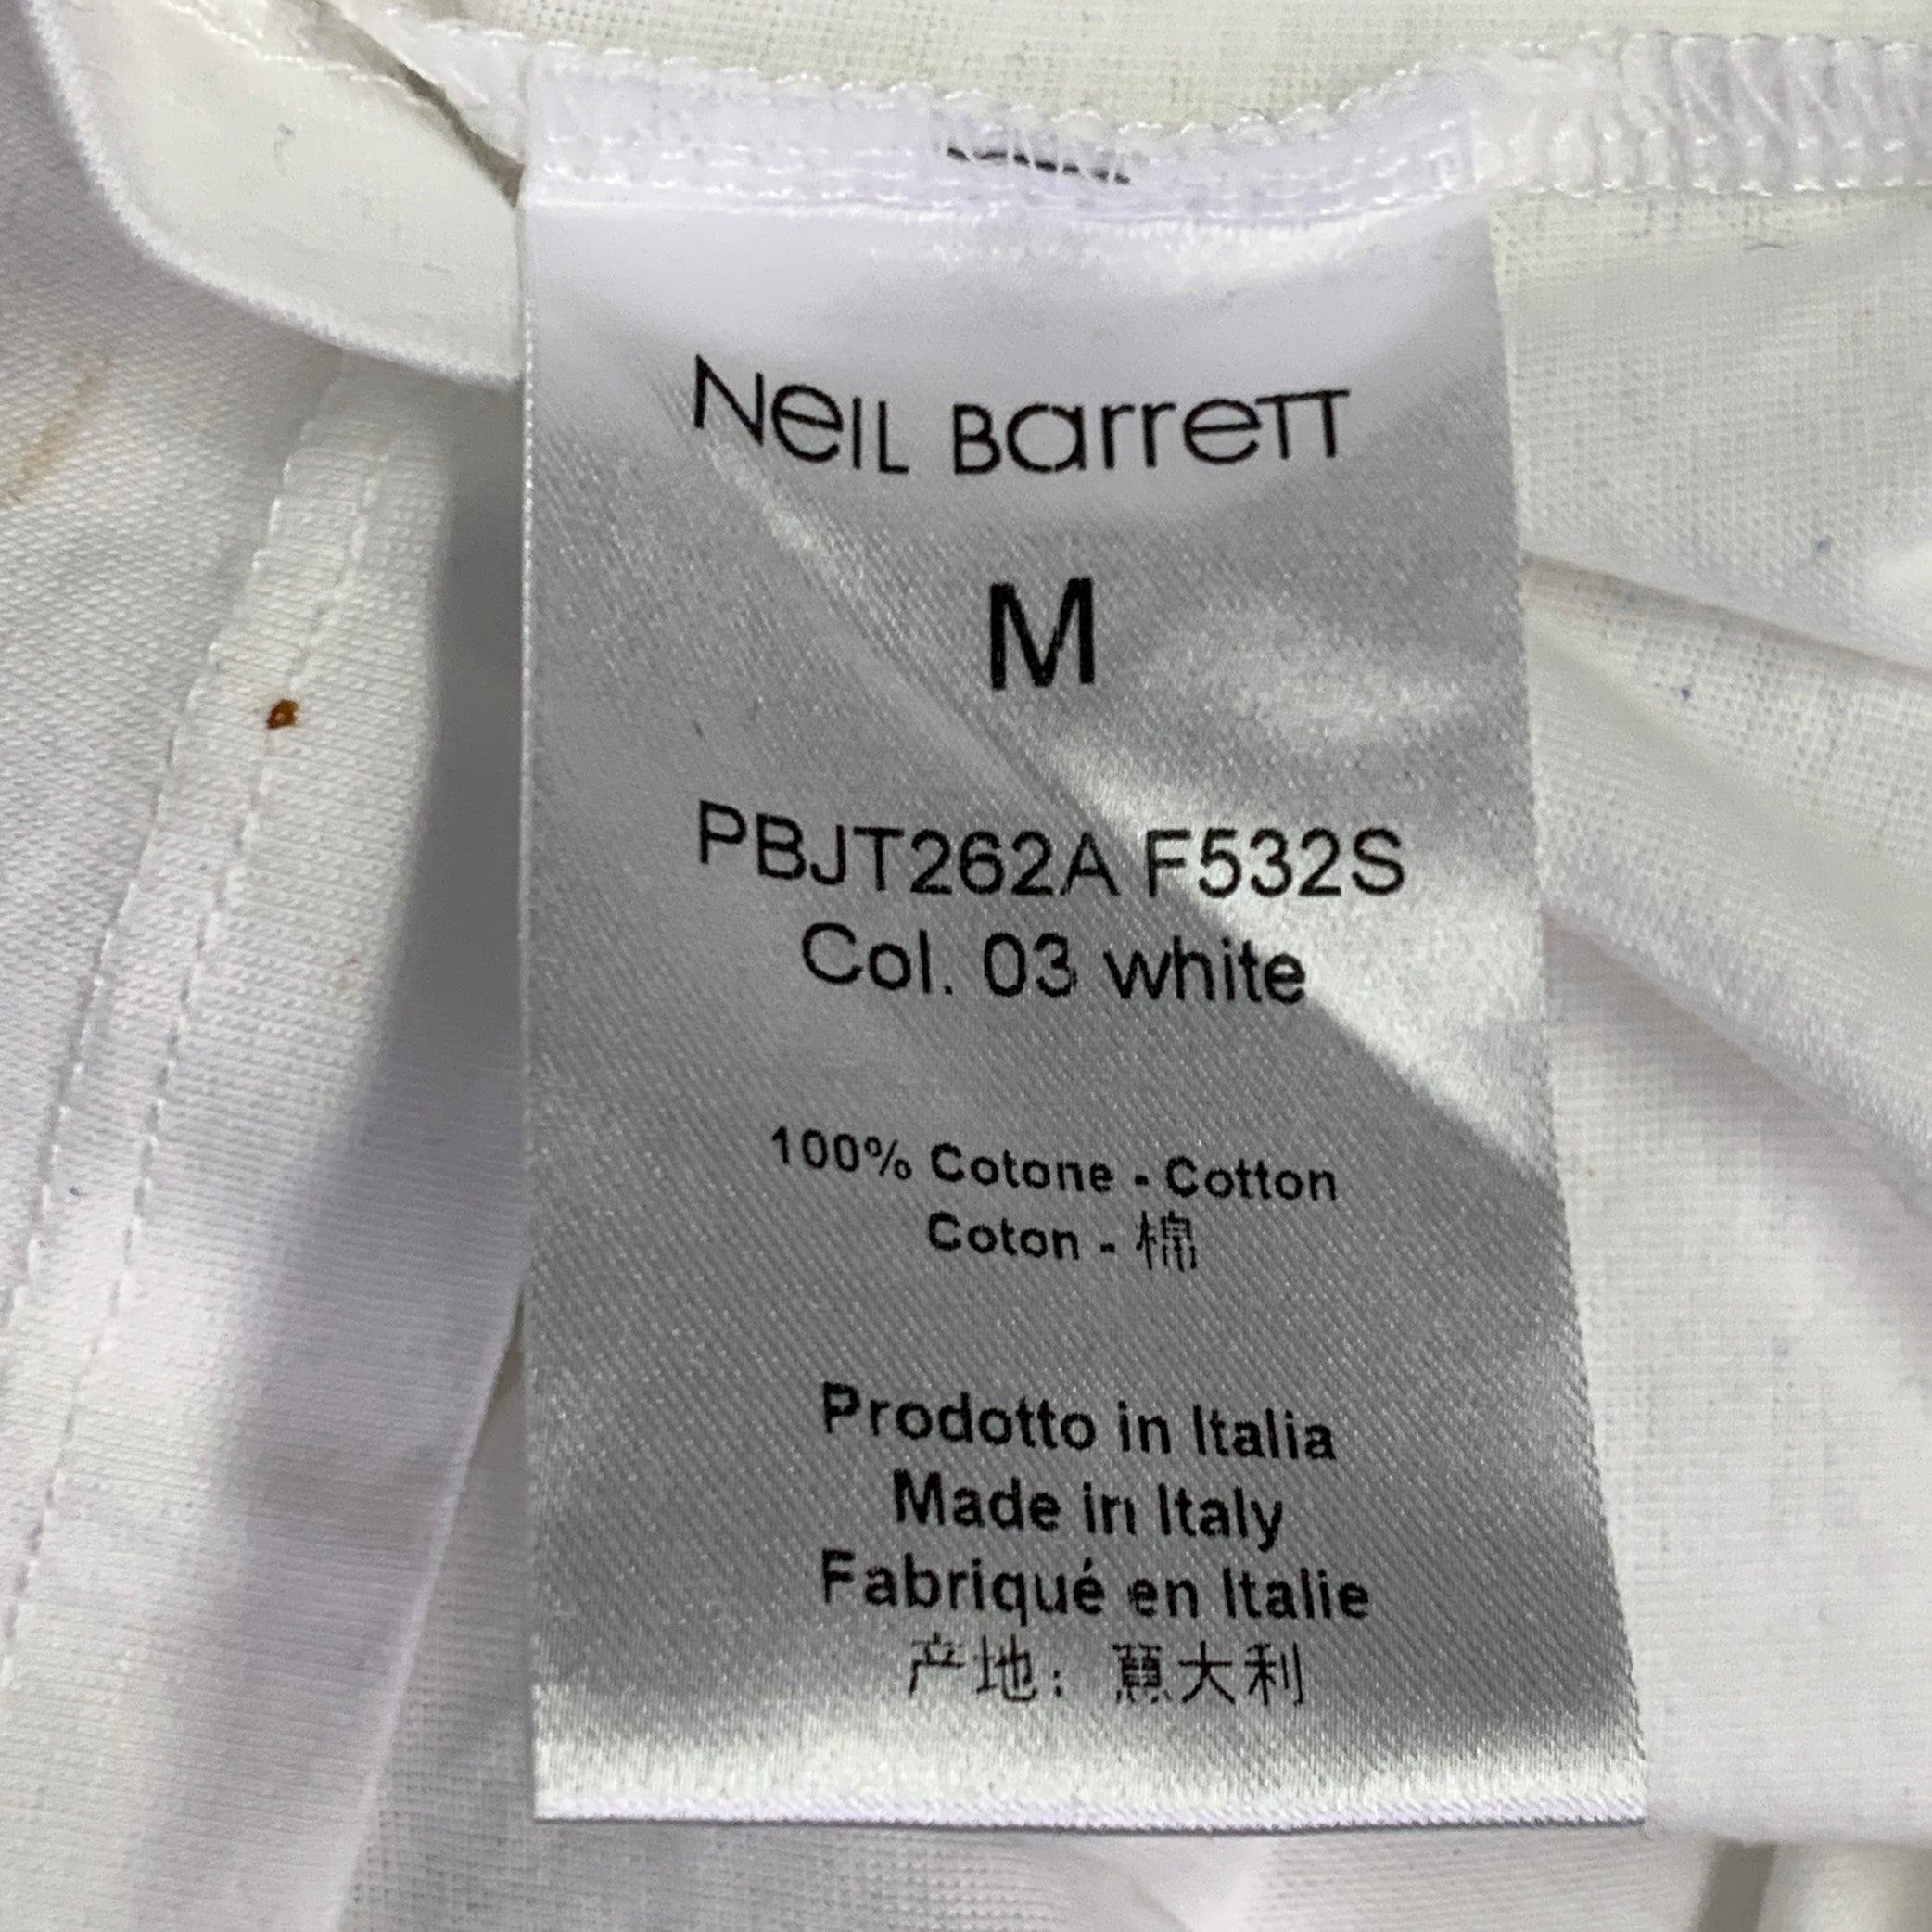 Neil Barrett
M
PBJT262A F532S
Col. 03 white
100% Cotone - Cotton
Coton - 棉
Prodotto in Italia
Made in Italy
Fabriqué en Italie
产地: 大利